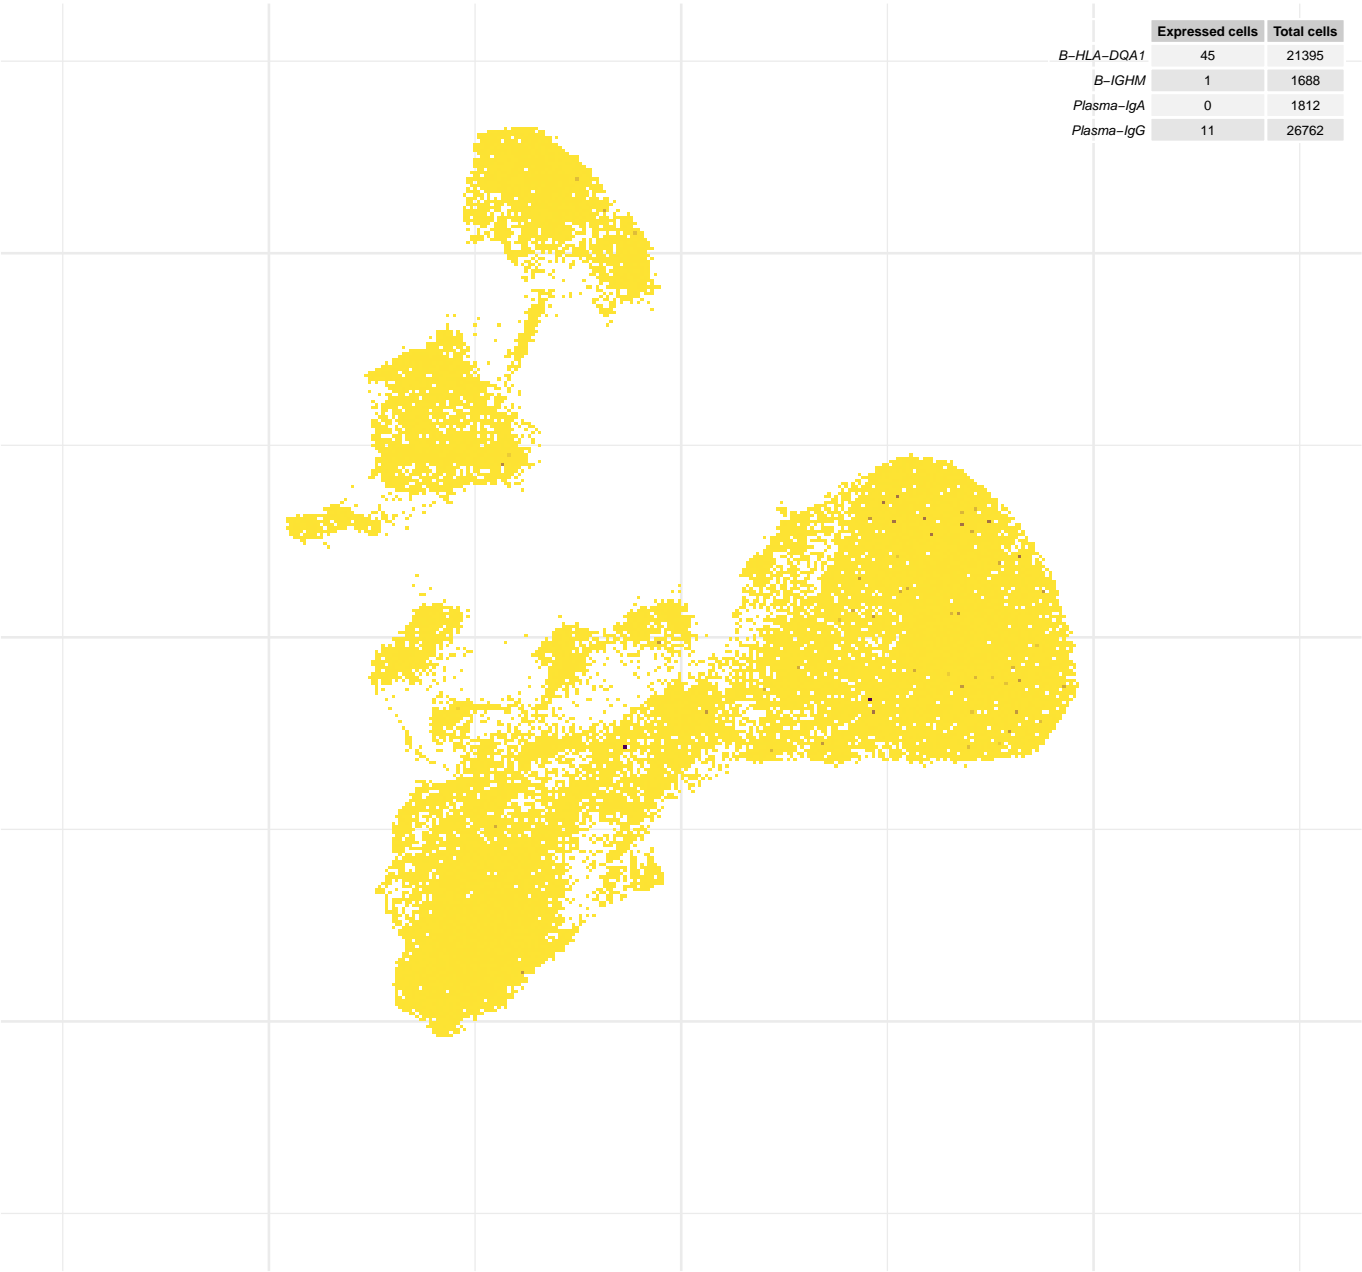 Expressed cells Total cells
B−HLA−DQA1 45 21395
B−IGHM 1 1688
Plasma−IgA 0 1812
Plasma−IgG 11 26762